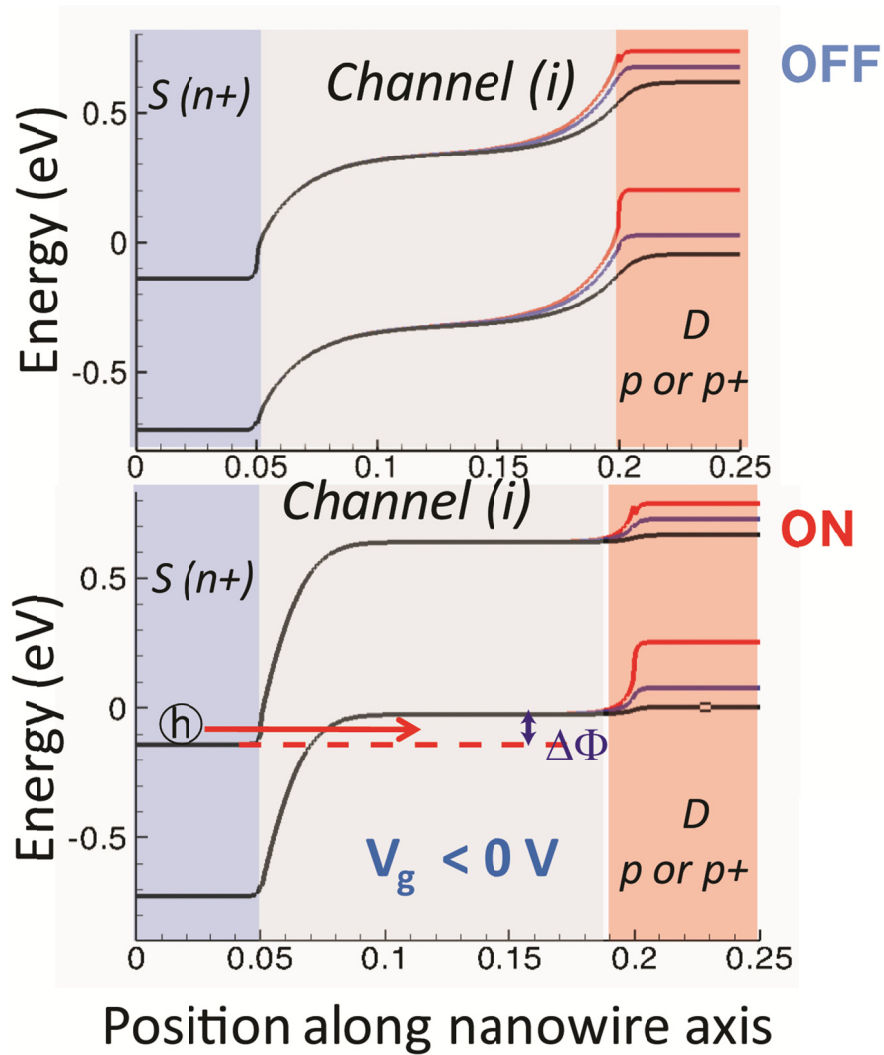 OFF
S (n+)
Channel (i)
Energy (eV)
0.5
0
-0.5
D
p or p+
0
0.05
0.1
0.15
0.2
0.25
Channel (i)
ON
S (n+)
Energy (eV)
0.5
0
-0.5
h
ΔΦ
Vg < 0 V
D
p or p+
0
0.05
0.1
0.15
0.2
0.25
Position along nanowire axis